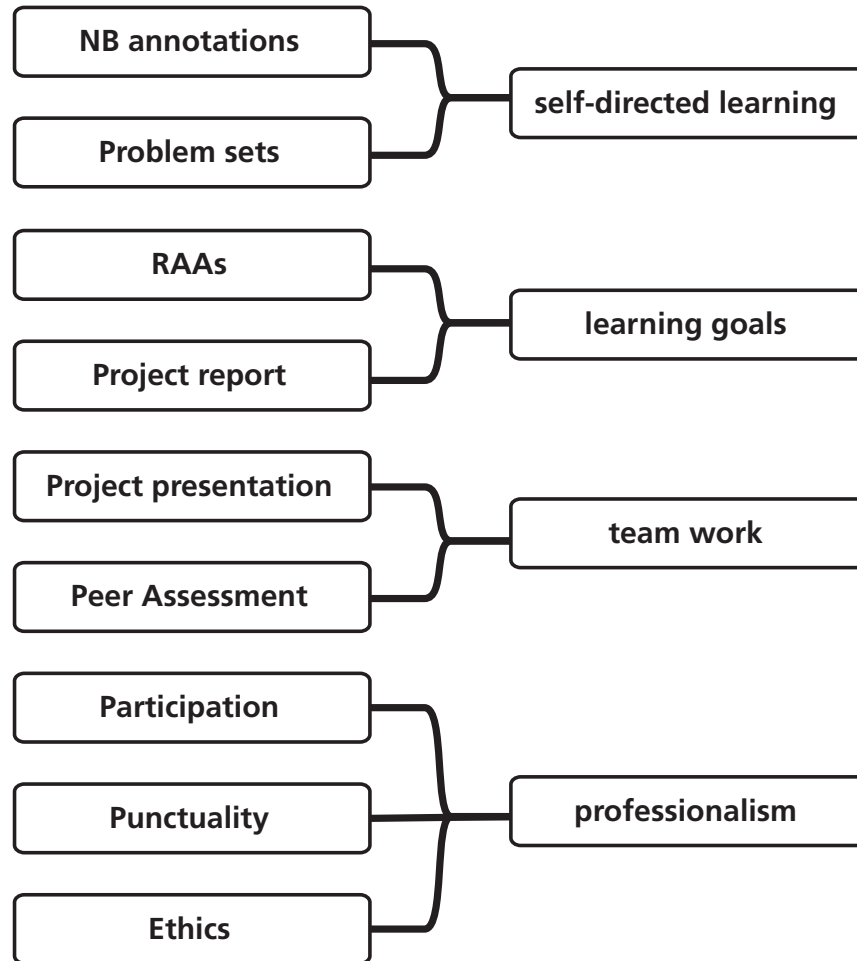 NB annotations
Problem sets
self-directed learning
RAAs
Project report
learning goals
Project presentation
Peer Assessment
team work
Participation
Punctuality
Ethics
professionalism